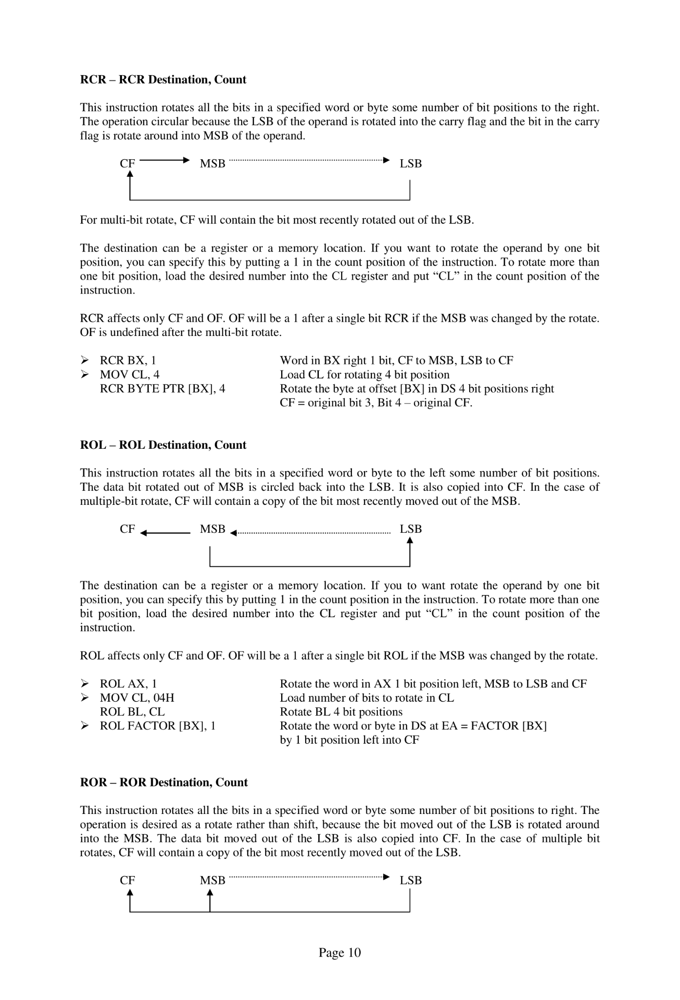 RCR – RCR Destination, Count
This instruction rotates all the bits in a specified word or byte some number of bit positions to the right.
The operation circular because the LSB of the operand is rotated into the carry flag and the bit in the carry
flag is rotate around into MSB of the operand.
CF MSB LSB
For multi-bit rotate, CF will contain the bit most recently rotated out of the LSB.
The destination can be a register or a memory location. If you want to rotate the operand by one bit
position, you can specify this by putting a 1 in the count position of the instruction. To rotate more than
one bit position, load the desired number into the CL register and put “CL” in the count position of the
instruction.
RCR affects only CF and OF. OF will be a 1 after a single bit RCR if the MSB was changed by the rotate.
OF is undefined after the multi-bit rotate.
➢ RCR BX, 1 Word in BX right 1 bit, CF to MSB, LSB to CF
➢ MOV CL, 4 Load CL for rotating 4 bit position
RCR BYTE PTR [BX], 4 Rotate the byte at offset [BX] in DS 4 bit positions right
CF = original bit 3, Bit 4 – original CF.
ROL – ROL Destination, Count
This instruction rotates all the bits in a specified word or byte to the left some number of bit positions.
The data bit rotated out of MSB is circled back into the LSB. It is also copied into CF. In the case of
multiple-bit rotate, CF will contain a copy of the bit most recently moved out of the MSB.
CF MSB LSB
The destination can be a register or a memory location. If you to want rotate the operand by one bit
position, you can specify this by putting 1 in the count position in the instruction. To rotate more than one
bit position, load the desired number into the CL register and put “CL” in the count position of the
instruction.
ROL affects only CF and OF. OF will be a 1 after a single bit ROL if the MSB was changed by the rotate.
➢ ROL AX, 1 Rotate the word in AX 1 bit position left, MSB to LSB and CF
➢ MOV CL, 04H Load number of bits to rotate in CL
ROL BL, CL Rotate BL 4 bit positions
➢ ROL FACTOR [BX], 1 Rotate the word or byte in DS at EA = FACTOR [BX]
by 1 bit position left into CF
ROR – ROR Destination, Count
This instruction rotates all the bits in a specified word or byte some number of bit positions to right. The
operation is desired as a rotate rather than shift, because the bit moved out of the LSB is rotated around
into the MSB. The data bit moved out of the LSB is also copied into CF. In the case of multiple bit
rotates, CF will contain a copy of the bit most recently moved out of the LSB.
CF MSB LSB
Page 10